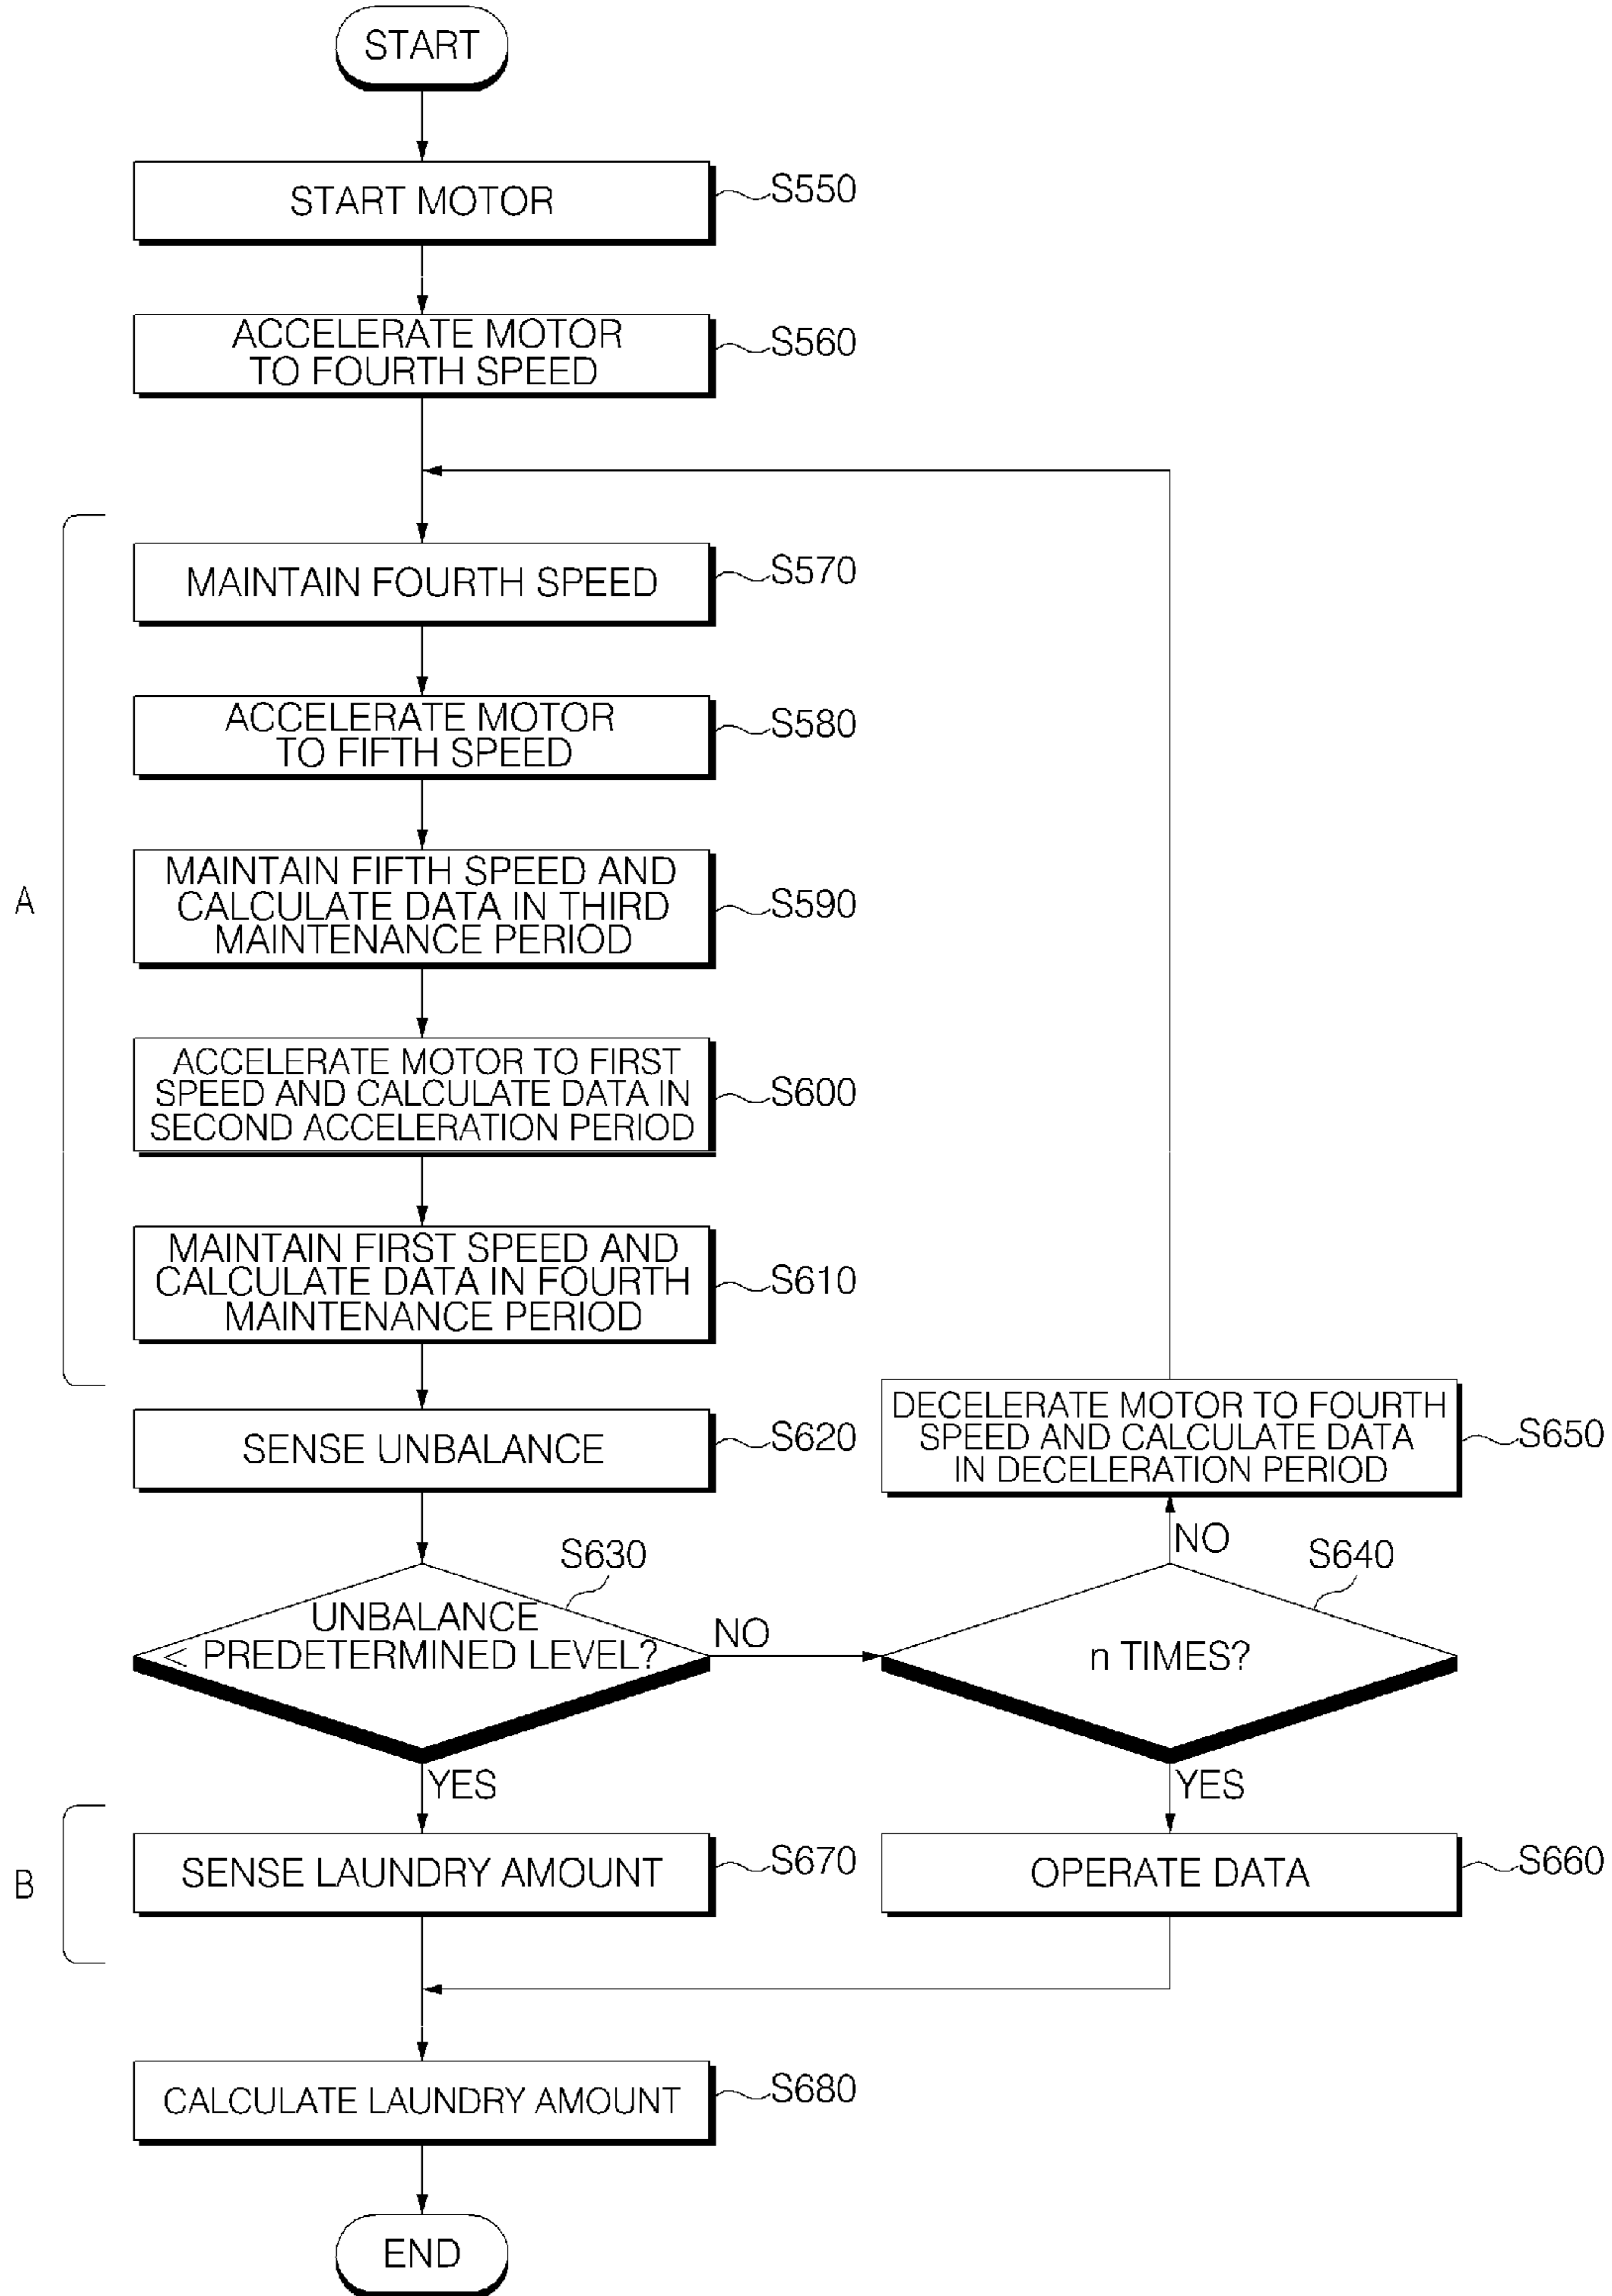 START
START MOTOR
S550
ACCELERATE MOTOR
TO FOURTH SPEED
S560
MAINTAIN FOURTH SPEED
S570
ACCELERATE MOTOR
TO FIFTH SPEED
S580
A
MAINTAIN FIFTH SPEED AND
CALCULATE DATA IN THIRD
MAINTENANCE PERIOD
S590
ACCELERATE MOTOR TO FIRST
SPEED AND CALCULATE DATA IN
SECOND ACCELERATION PERIOD
S600
MAINTAIN FIRST SPEED AND
CALCULATE DATA IN FOURTH
MAINTENANCE PERIOD
S610
SENSE UNBALANCE
S620
DECELERATE MOTOR TO FOURTH
SPEED AND CALCULATE DATA
IN DECELERATION PERIOD
S650
S630
UNBALANCE
< PREDETERMINED LEVEL?
NO
NO
S640
n TIMES?
YES
YES
B
SENSE LAUNDRY AMOUNT
S670
OPERATE DATA
S660
CALCULATE LAUNDRY AMOUNT
S680
END